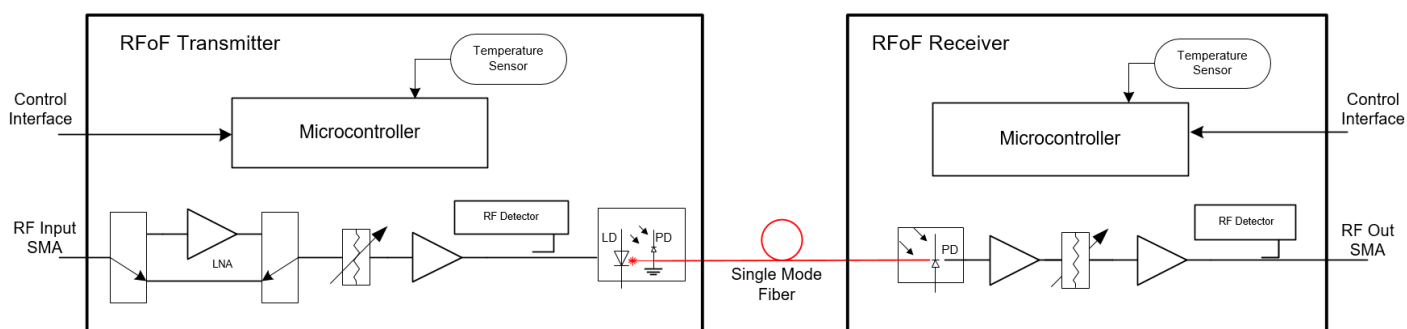 RFoF Transmitter
Temperature
Sensor
Control
Interface
Microcontroller
RF Input
SMA
LNA
RF Detector
LD
PD
Single Mode
Fiber
RFoF Receiver
Temperature
Sensor
Microcontroller
Control
Interface
PD
RF Detector
RF Out
SMA